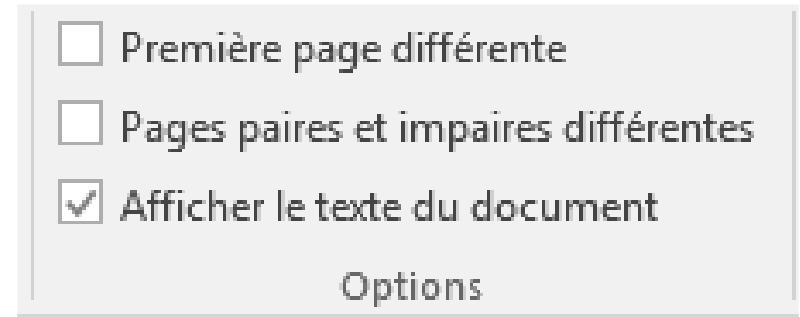 Première page différente
Pages paires et impaires différentes
Afficher le texte du document
Options